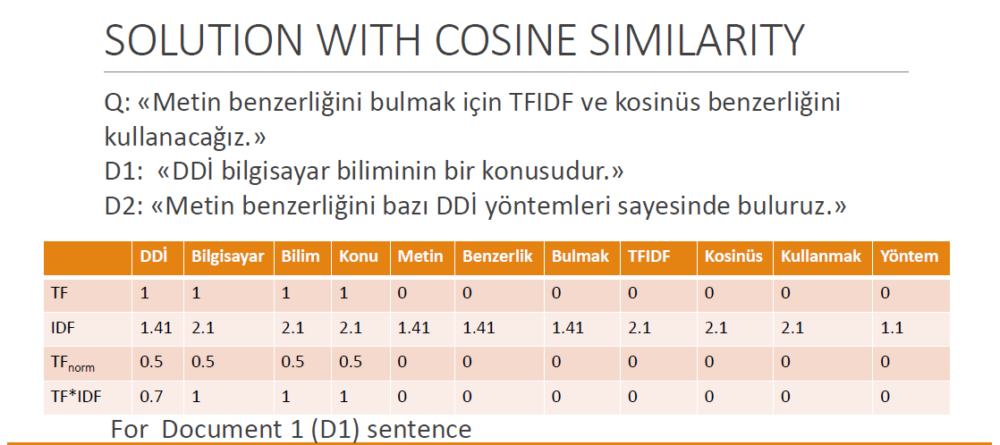 SOLUTION WITH COSINE SIMILARITY
Q: «Metin benzerliğini bulmak için TFIDF ve kosinüs benzerliğini
kullanacağız.»
D1: «DDİ bilgisayar biliminin bir konusudur.»
D2: «Metin benzerliğini bazı DDİ yöntemleri sayesinde buluruz.»
DDİ Bilgisayar Bilim Konu Metin Benzerlik Bulmak TFIDF Kosinüs Kullanmak Yöntem
TF 1 1 1 1 0 0 0 0 0 0 0
IDF 1.41 2.1 2.1 2.1 1.41 1.41 1.41 2.1 2.1 2.1 1.1
TFnorm 0.5 0.5 0.5 0.5 0 0 0 0 0 0 0
TF*IDF 0.7 1 1 1 0 0 0 0 0 0 0
For Document 1 (D1) sentence